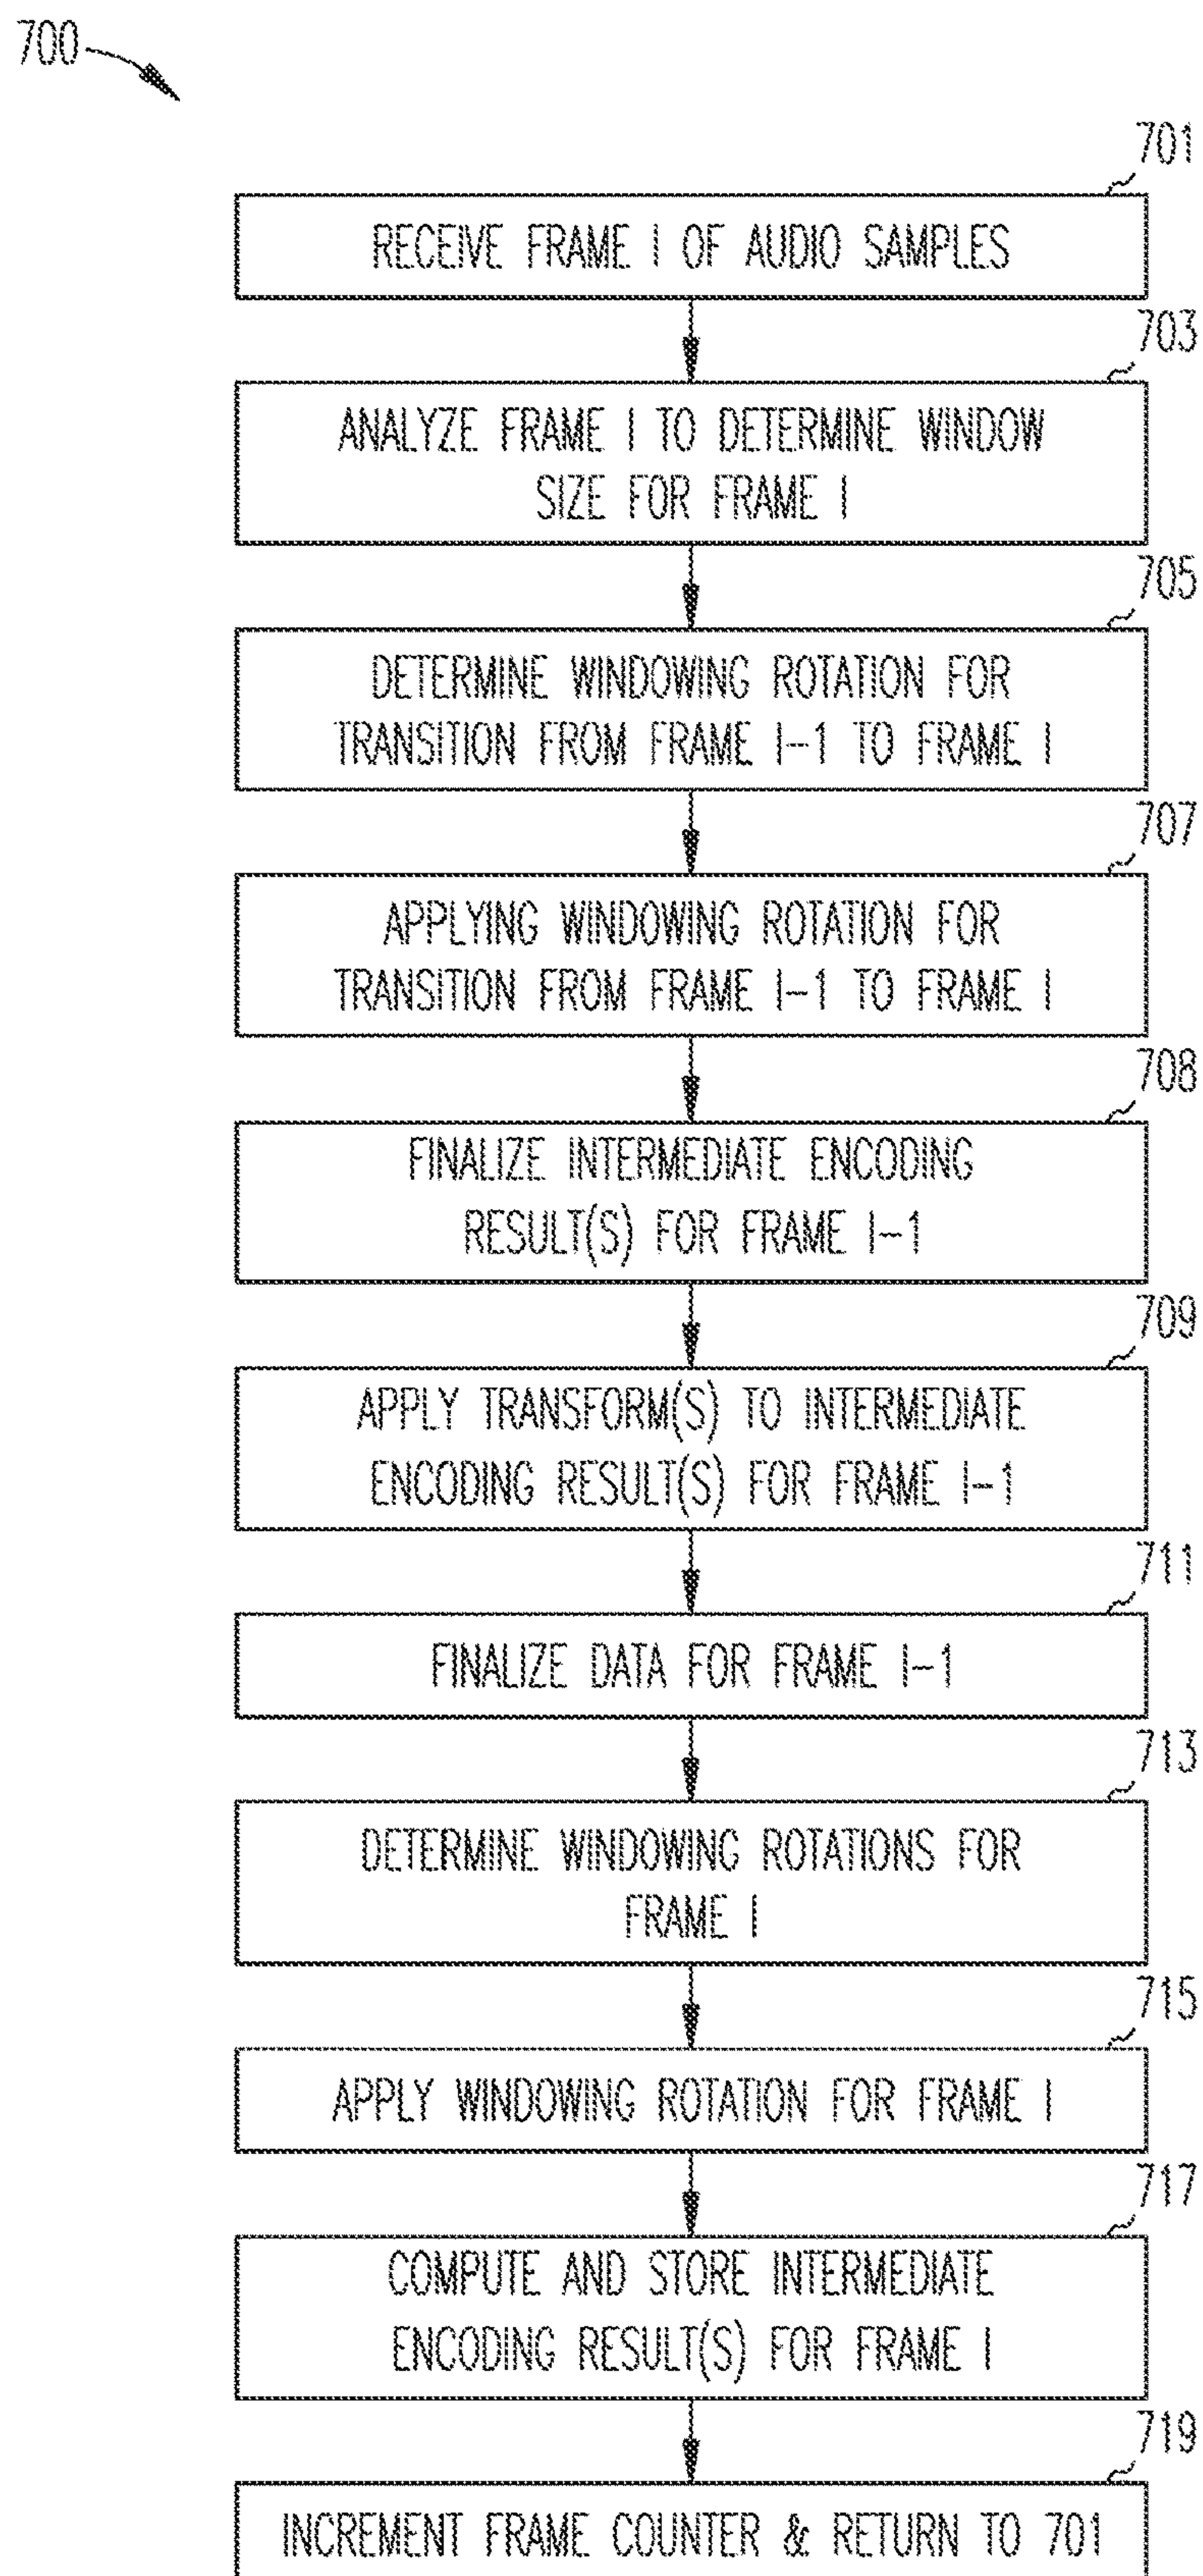 700
701
RECEIVE FRAME I OF AUDIO SAMPLES
703
ANALYZE FRAME I TO DETERMINE WINDOW
SIZE FOR FRAME I
705
DETERMINE WINDOWING ROTATION FOR
TRANSITION FROM FRAME I-1 TO FRAME I
707
APPLYING WINDOWING ROTATION FOR
TRANSITION FROM FRAME I-1 TO FRAME I
708
FINALIZE INTERMEDIATE ENCODING
RESULT(S) FOR FRAME I-1
709
APPLY TRANSFORM(S) TO INTERMEDIATE
ENCODING RESULT(S) FOR FRAME I-1
711
FINALIZE DATA FOR FRAME I-1
713
DETERMINE WINDOWING ROTATIONS FOR
FRAME I
715
APPLY WINDOWING ROTATION FOR FRAME I
717
COMPUTE AND STORE INTERMEDIATE
ENCODING RESULT(S) FOR FRAME I
719
INCREMENT FRAME COUNTER & RETURN TO 701